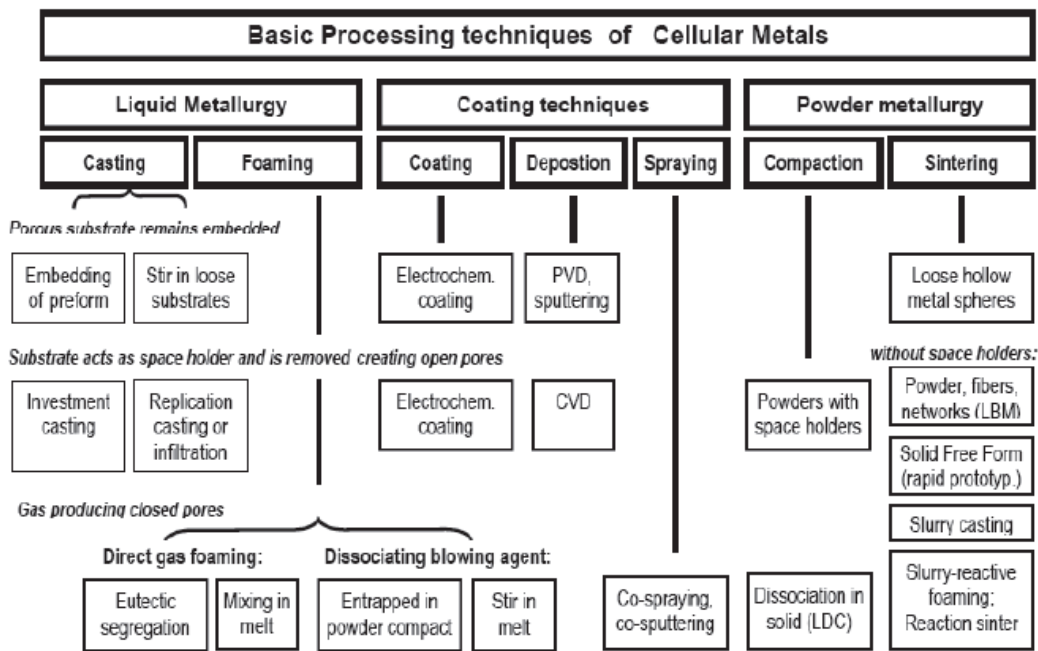 Basic Processing techniques of Cellular Metals
Liquid Metallurgy
Coating techniques
Powder metallurgy
Casting
Foaming
Coating
Depostion
Spraying
Compaction
Sintering
Porous substrate remains embedded
Embedding
of preform
Stir in loose
substrates
Electrochem.
coating
PVD,
sputtering
Loose hollow
metal spheres
Substrate acts as space holder and is removed creating open pores
without space holders:
Investment
casting
Replication
casting or
infiltration
Electrochem.
coating
CVD
Powders with
space holders
Powder, fibers,
networks (LBM)
Solid Free Form
(rapid prototyp.)
Slurry casting
Gas producing closed pores
Direct gas foaming:
Dissociating blowing agent:
Eutectic
segregation
Mixing in
melt
Entrapped in
powder compact
Stir in
melt
Co-spraying,
co-sputtering
Dissociation in
solid (LDC)
Slurry-reactive
foaming;
Reaction sinter